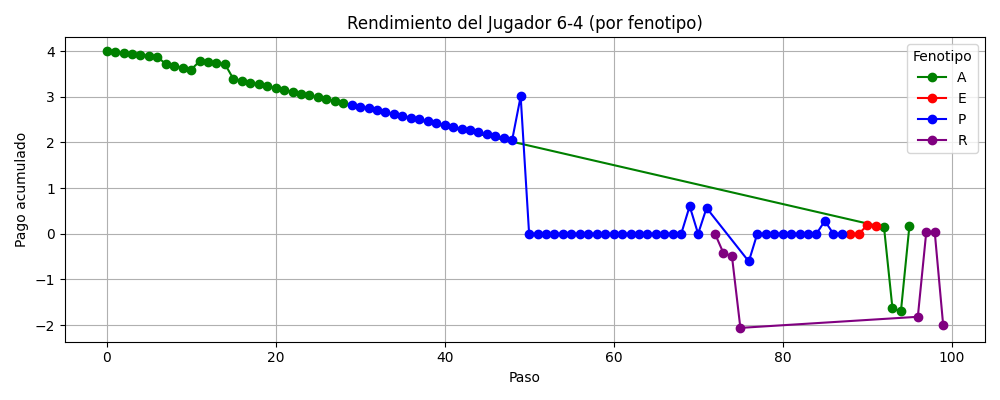 Rendimiento del Jugador 6-4 (por fenotipo)
Pago acumulado
4
3
2
1
0
−1
−2
Fenotipo
A
E
P
R
0 20 40 60 80 100
Paso